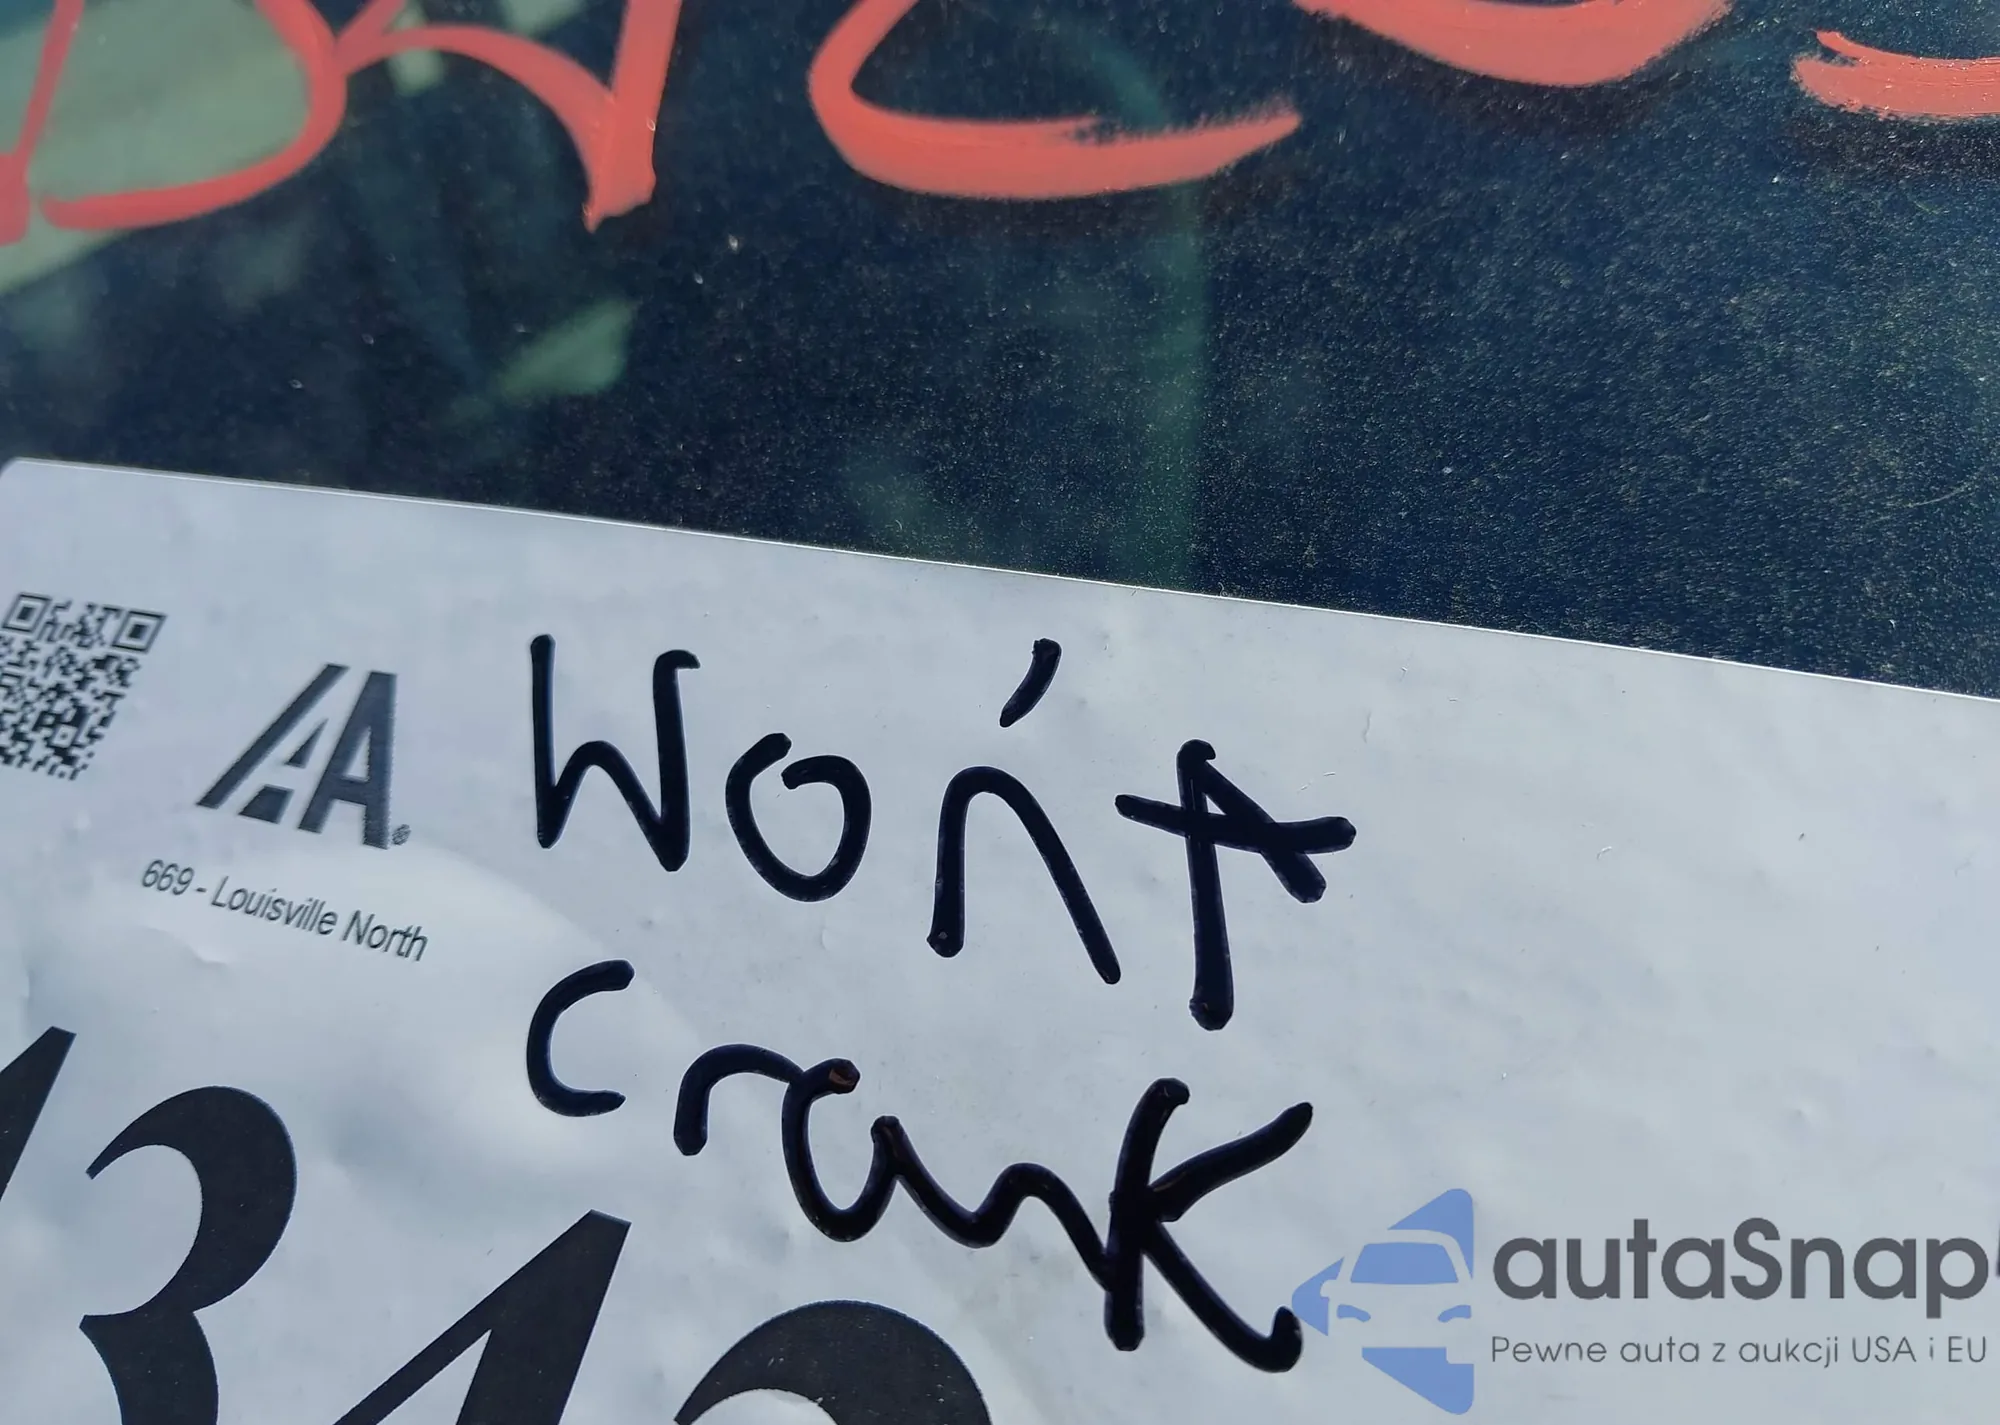 IAA
Won't
669 - Louisville North
crank
autaSnap
Pewne auta z aukcji USA i EU